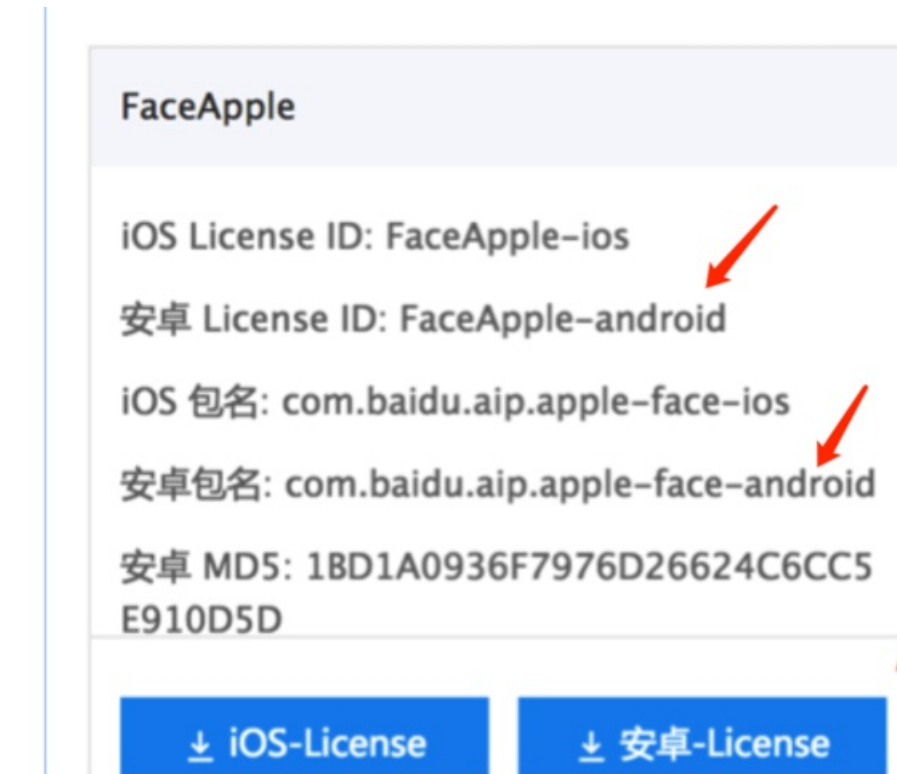 FaceApple
iOS License ID: FaceApple-ios
安卓 License ID: FaceApple-android
iOS 包名: com.baidu.aip.apple-face-ios
安卓包名: com.baidu.aip.apple-face-android
安卓 MD5: 1BD1A0936F7976D26624C6CC5
E910D5D
iOS-License
安卓-License